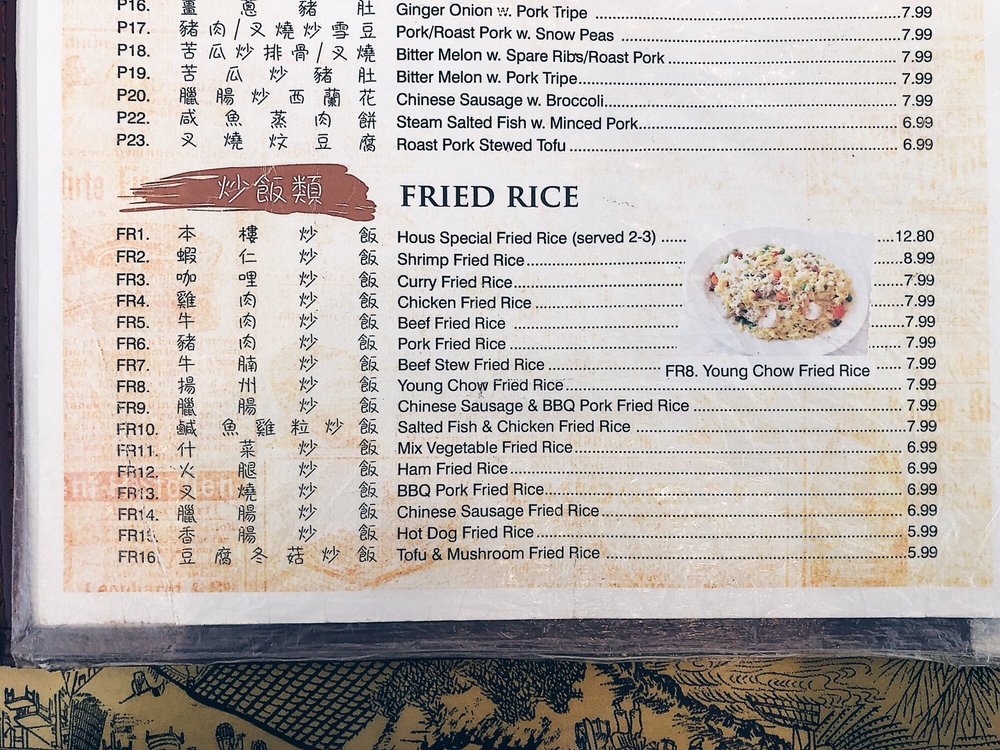 P16. 薑蔥豬肚 Ginger Onion w. Pork Tripe 7.99
P17. 豬肉/叉燒炒雪豆 Pork/Roast Pork w. Snow Peas 7.99
P18. 苦瓜炒排骨/叉燒 Bitter Melon w. Spare Ribs/Roast Pork 7.99
P19. 苦瓜炒豬肚 Bitter Melon w. Pork Tripe 7.99
P20. 臘腸炒西蘭花 Chinese Sausage w. Broccoli 7.99
P22. 咸魚蒸肉餅 Steam Salted Fish w. Minced Pork 6.99
P23. 叉燒炆豆腐 Roast Pork Stewed Tofu 6.99
炒飯類 FRIED RICE
FR1. 本樓炒飯 Hous Special Fried Rice (served 2-3) 12.80
FR2. 蝦仁炒飯 Shrimp Fried Rice 8.99
FR3. 咖哩炒飯 Curry Fried Rice 7.99
FR4. 雞肉炒飯 Chicken Fried Rice 7.99
FR5. 牛肉炒飯 Beef Fried Rice 7.99
FR6. 豬肉炒飯 Pork Fried Rice 7.99
FR7. 牛腩炒飯 Beef Stew Fried Rice 7.99
FR8. Young Chow Fried Rice
FR8. 揚州炒飯 Young Chow Fried Rice 7.99
FR9. 臘腸炒飯 Chinese Sausage & BBQ Pork Fried Rice 7.99
FR10. 鹹魚雞粒炒飯 Salted Fish & Chicken Fried Rice 7.99
FR11. 什菜炒飯 Mix Vegetable Fried Rice 6.99
FR12. 火腿炒飯 Ham Fried Rice 6.99
FR13. 叉燒炒飯 BBQ Pork Fried Rice 6.99
FR14. 臘腸炒飯 Chinese Sausage Fried Rice 6.99
FR15. 香腸炒飯 Hot Dog Fried Rice 5.99
FR16. 豆腐冬菇炒飯 Tofu & Mushroom Fried Rice 5.99